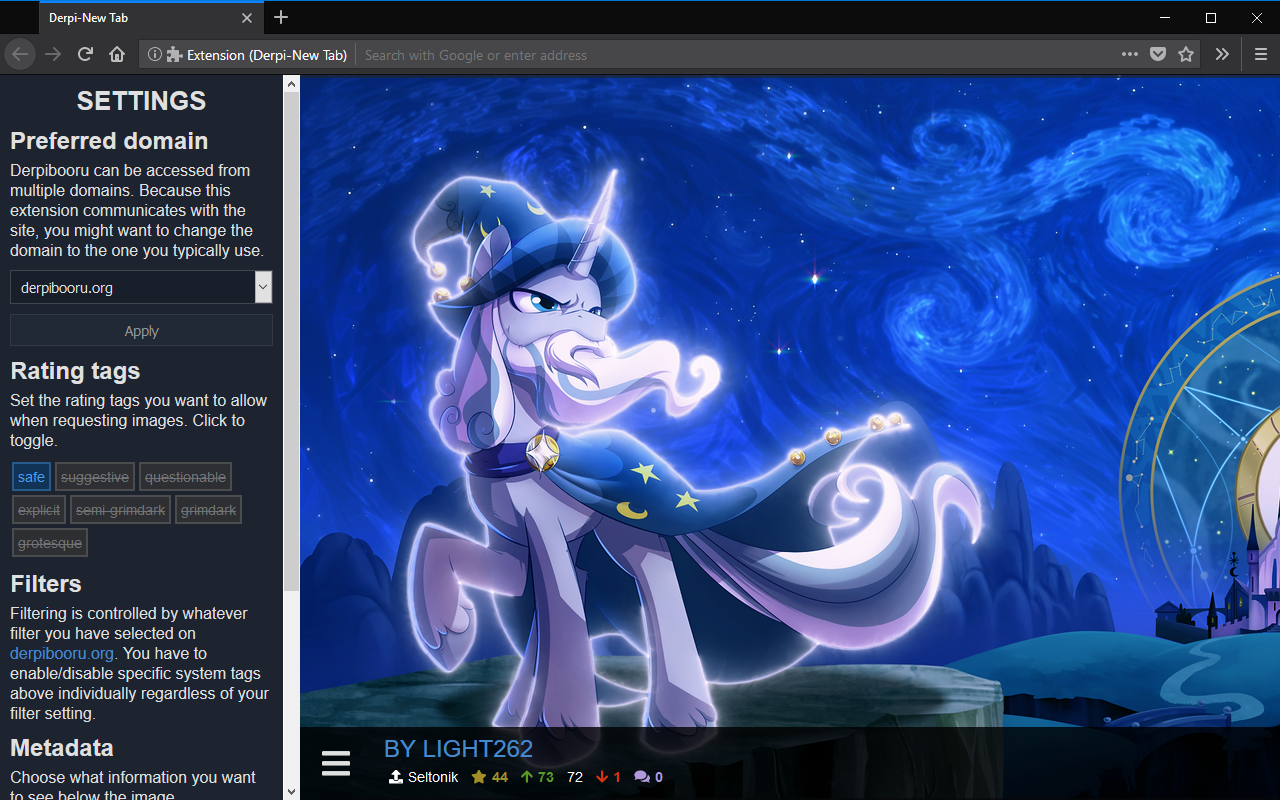 Derpi-New Tab
Extension (Derpi-New Tab)
Search with Google or enter address
SETTINGS
Preferred domain
Derpibooru can be accessed from
multiple domains. Because this
extension communicates with the
site, you might want to change the
domain to the one you typically use.
derpibooru.org
Apply
Rating tags
Set the rating tags you want to allow
when requesting images. Click to
toggle.
safe suggestive questionable
explicit semi-grimdark grimdark
grotesque
Filters
Filtering is controlled by whatever
filter you have selected on
derpibooru.org. You have to
enable/disable specific system tags
above individually regardless of your
filter setting.
Metadata
Choose what information you want
to see below the image.
BY LIGHT262
Seltonik 44 73 72 1 0